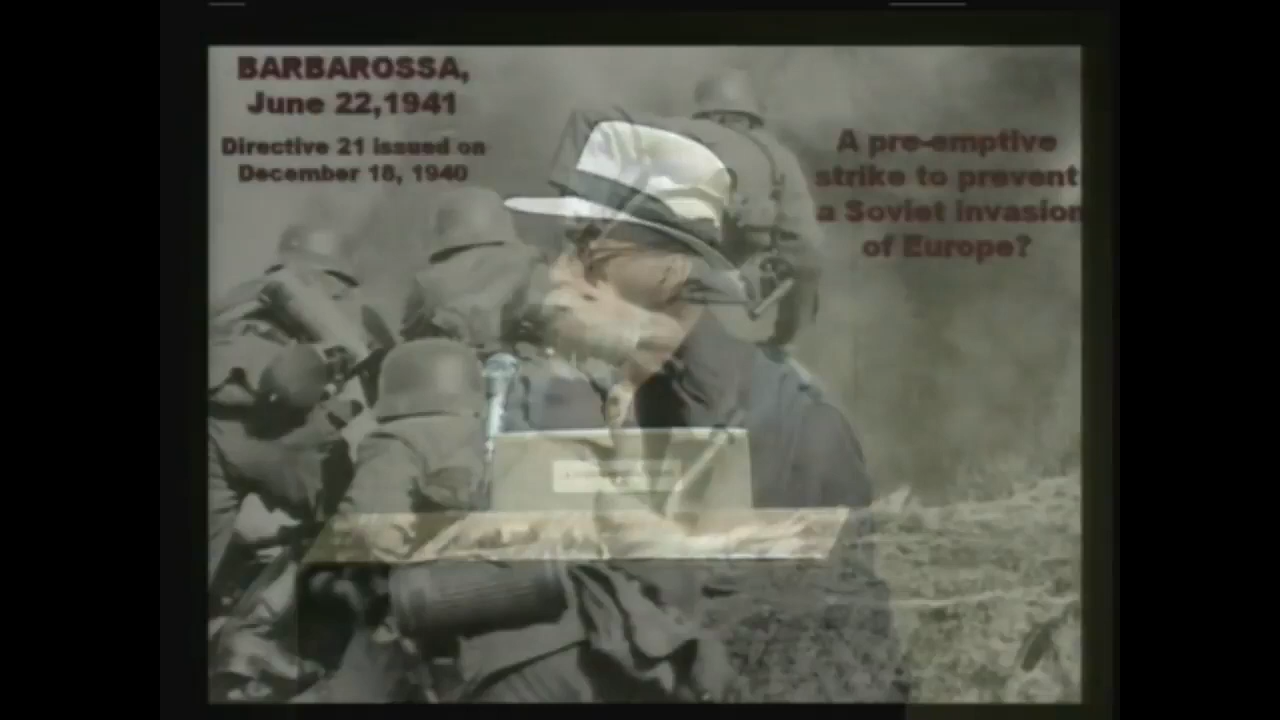 BARBAROSSA,
June 22,1941
Directive 21 issued on
December 18, 1940
A pre-emptive
strike to prevent
a Soviet invasion
of Europe?